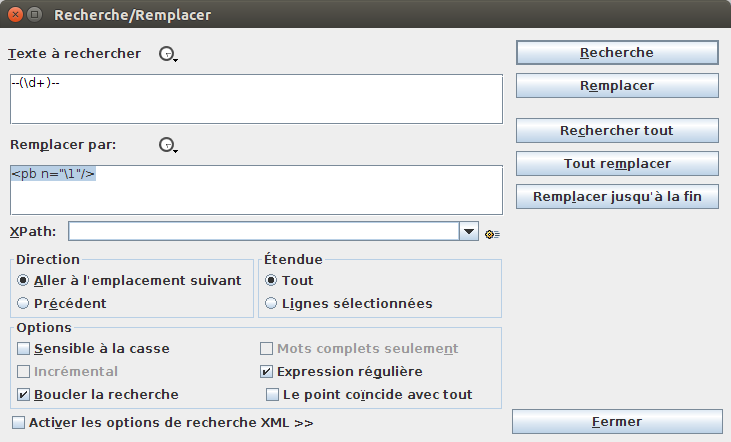 Recherche/Remplacer
Texte à rechercher
--(\d+)--
Remplacer par:
<pb n="\1"/>
XPath:
Direction
Aller à l'emplacement suivant
Précédent
Étendue
Tout
Lignes sélectionnées
Options
Sensible à la casse
Mots complets seulement
Incrémental
Expression régulière
Boucler la recherche
Le point coïncide avec tout
Activer les options de recherche XML >>
Recherche
Remplacer
Rechercher tout
Tout remplacer
Remplacer jusqu'à la fin
Fermer